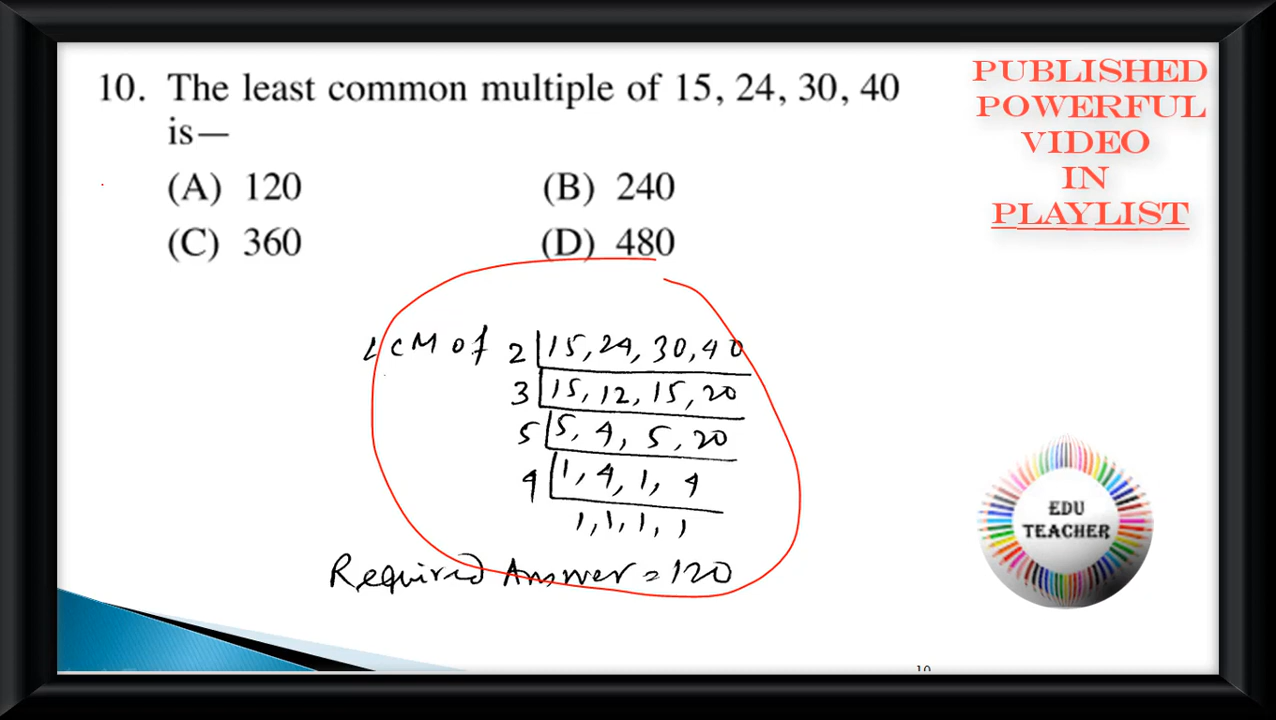 10. The least common multiple of 15, 24, 30, 40
is—
(A) 120 (B) 240
(C) 360 (D) 480
LCM of 2 15, 24, 30, 40
3 15, 12, 15, 20
5 5, 4, 5, 20
4 1, 4, 1, 4
1, 1, 1, 1
Required Answer = 120
PUBLISHED
POWERFUL
VIDEO
IN
PLAYLIST
EDU
TEACHER
10